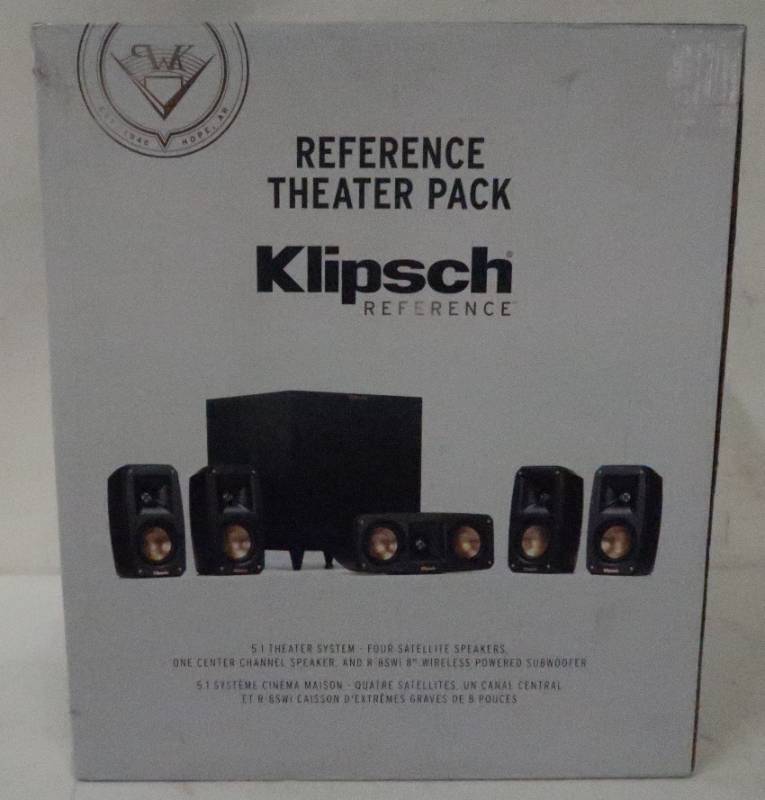 PWK
EST. 1946 HOPE, AR
REFERENCE
THEATER PACK
Klipsch®
REFERENCE™
Klipsch
5.1 THEATER SYSTEM - FOUR SATELLITE SPEAKERS,
ONE CENTER CHANNEL SPEAKER, AND R-8SWi 8" WIRELESS POWERED SUBWOOFER
5.1 SYSTÈME CINÉMA MAISON - QUATRE SATELLITES, UN CANAL CENTRAL
ET R-8SWi CAISSON D'EXTRÊMES GRAVES DE 8 POUCES